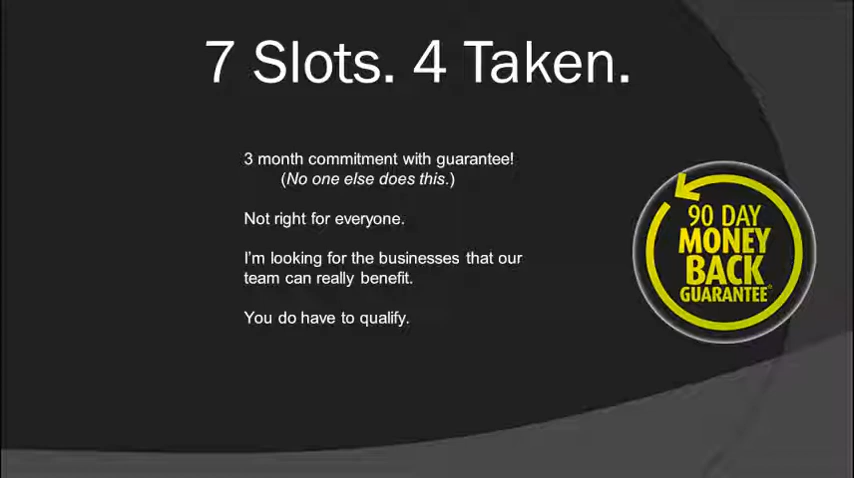 7 Slots. 4 Taken.
3 month commitment with guarantee!
(No one else does this.)
Not right for everyone.
I'm looking for the businesses that our
team can really benefit.
You do have to qualify.
90 DAY
MONEY
BACK
GUARANTEE*